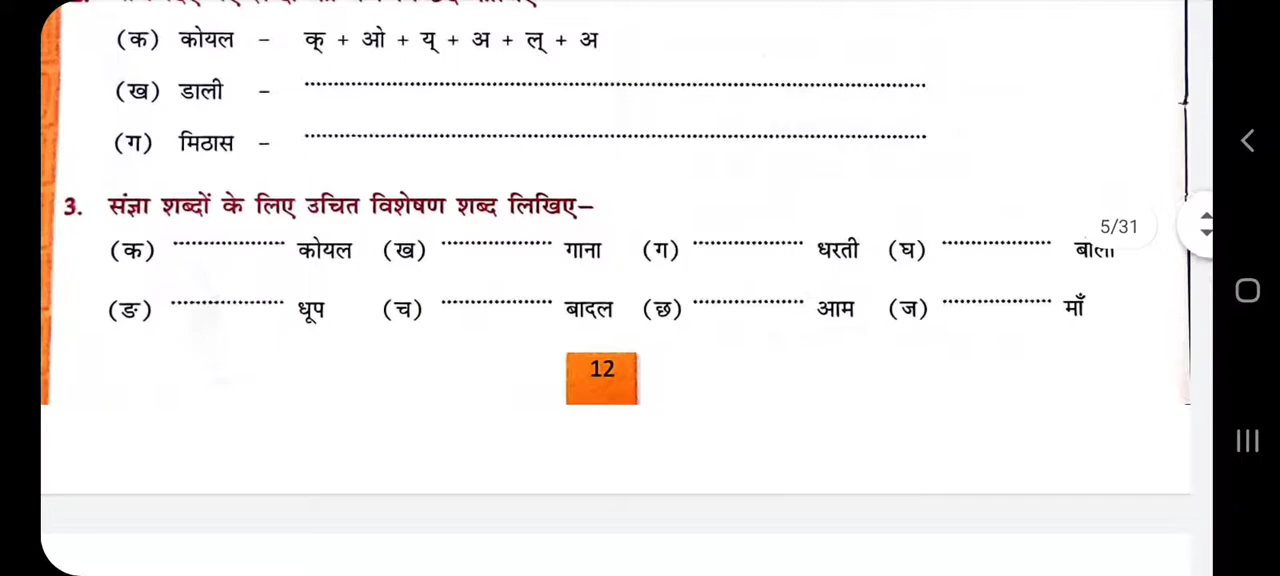 (क) कोयल - क् + ओ + य् + अ + ल् + अ
(ख) डाली - ........................................
(ग) मिठास - ........................................
3. संज्ञा शब्दों के लिए उचित विशेषण शब्द लिखिए–
(क) .................... कोयल (ख) .................... गाना (ग) .................... धरती (घ) ....................
5/31
(ङ) .................... धूप (च) .................... बादल (छ) .................... आम (ज) .................... माँ
12